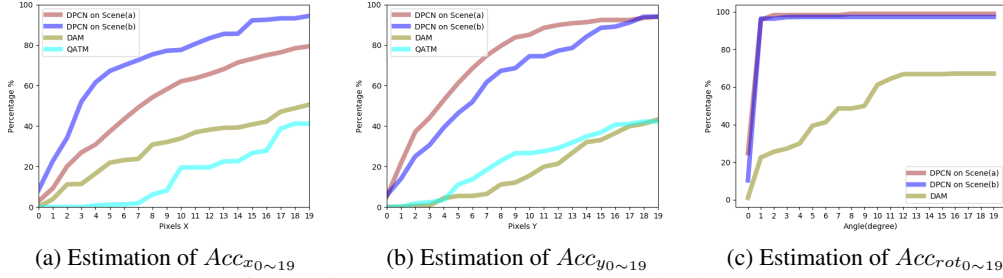 DPCN on Scene(a)
DPCN on Scene(b)
DAM
QATM
Percentage %
100
80
60
40
20
0
0 1 2 3 4 5 6 7 8 9 10 11 12 13 14 15 16 17 18 19
Pixels X
(a) Estimation of Acc_{x_{0∼19}}
DPCN on Scene(a)
DPCN on Scene(b)
DAM
QATM
Percentage %
100
80
60
40
20
0
0 1 2 3 4 5 6 7 8 9 10 11 12 13 14 15 16 17 18 19
Pixels Y
(b) Estimation of Acc_{y_{0∼19}}
DPCN on Scene(a)
DPCN on Scene(b)
DAM
Percentage %
100
80
60
40
20
0
0 1 2 3 4 5 6 7 8 9 10 11 12 13 14 15 16 17 18 19
Angle(degree)
(c) Estimation of Acc_{rot_{0∼19}}